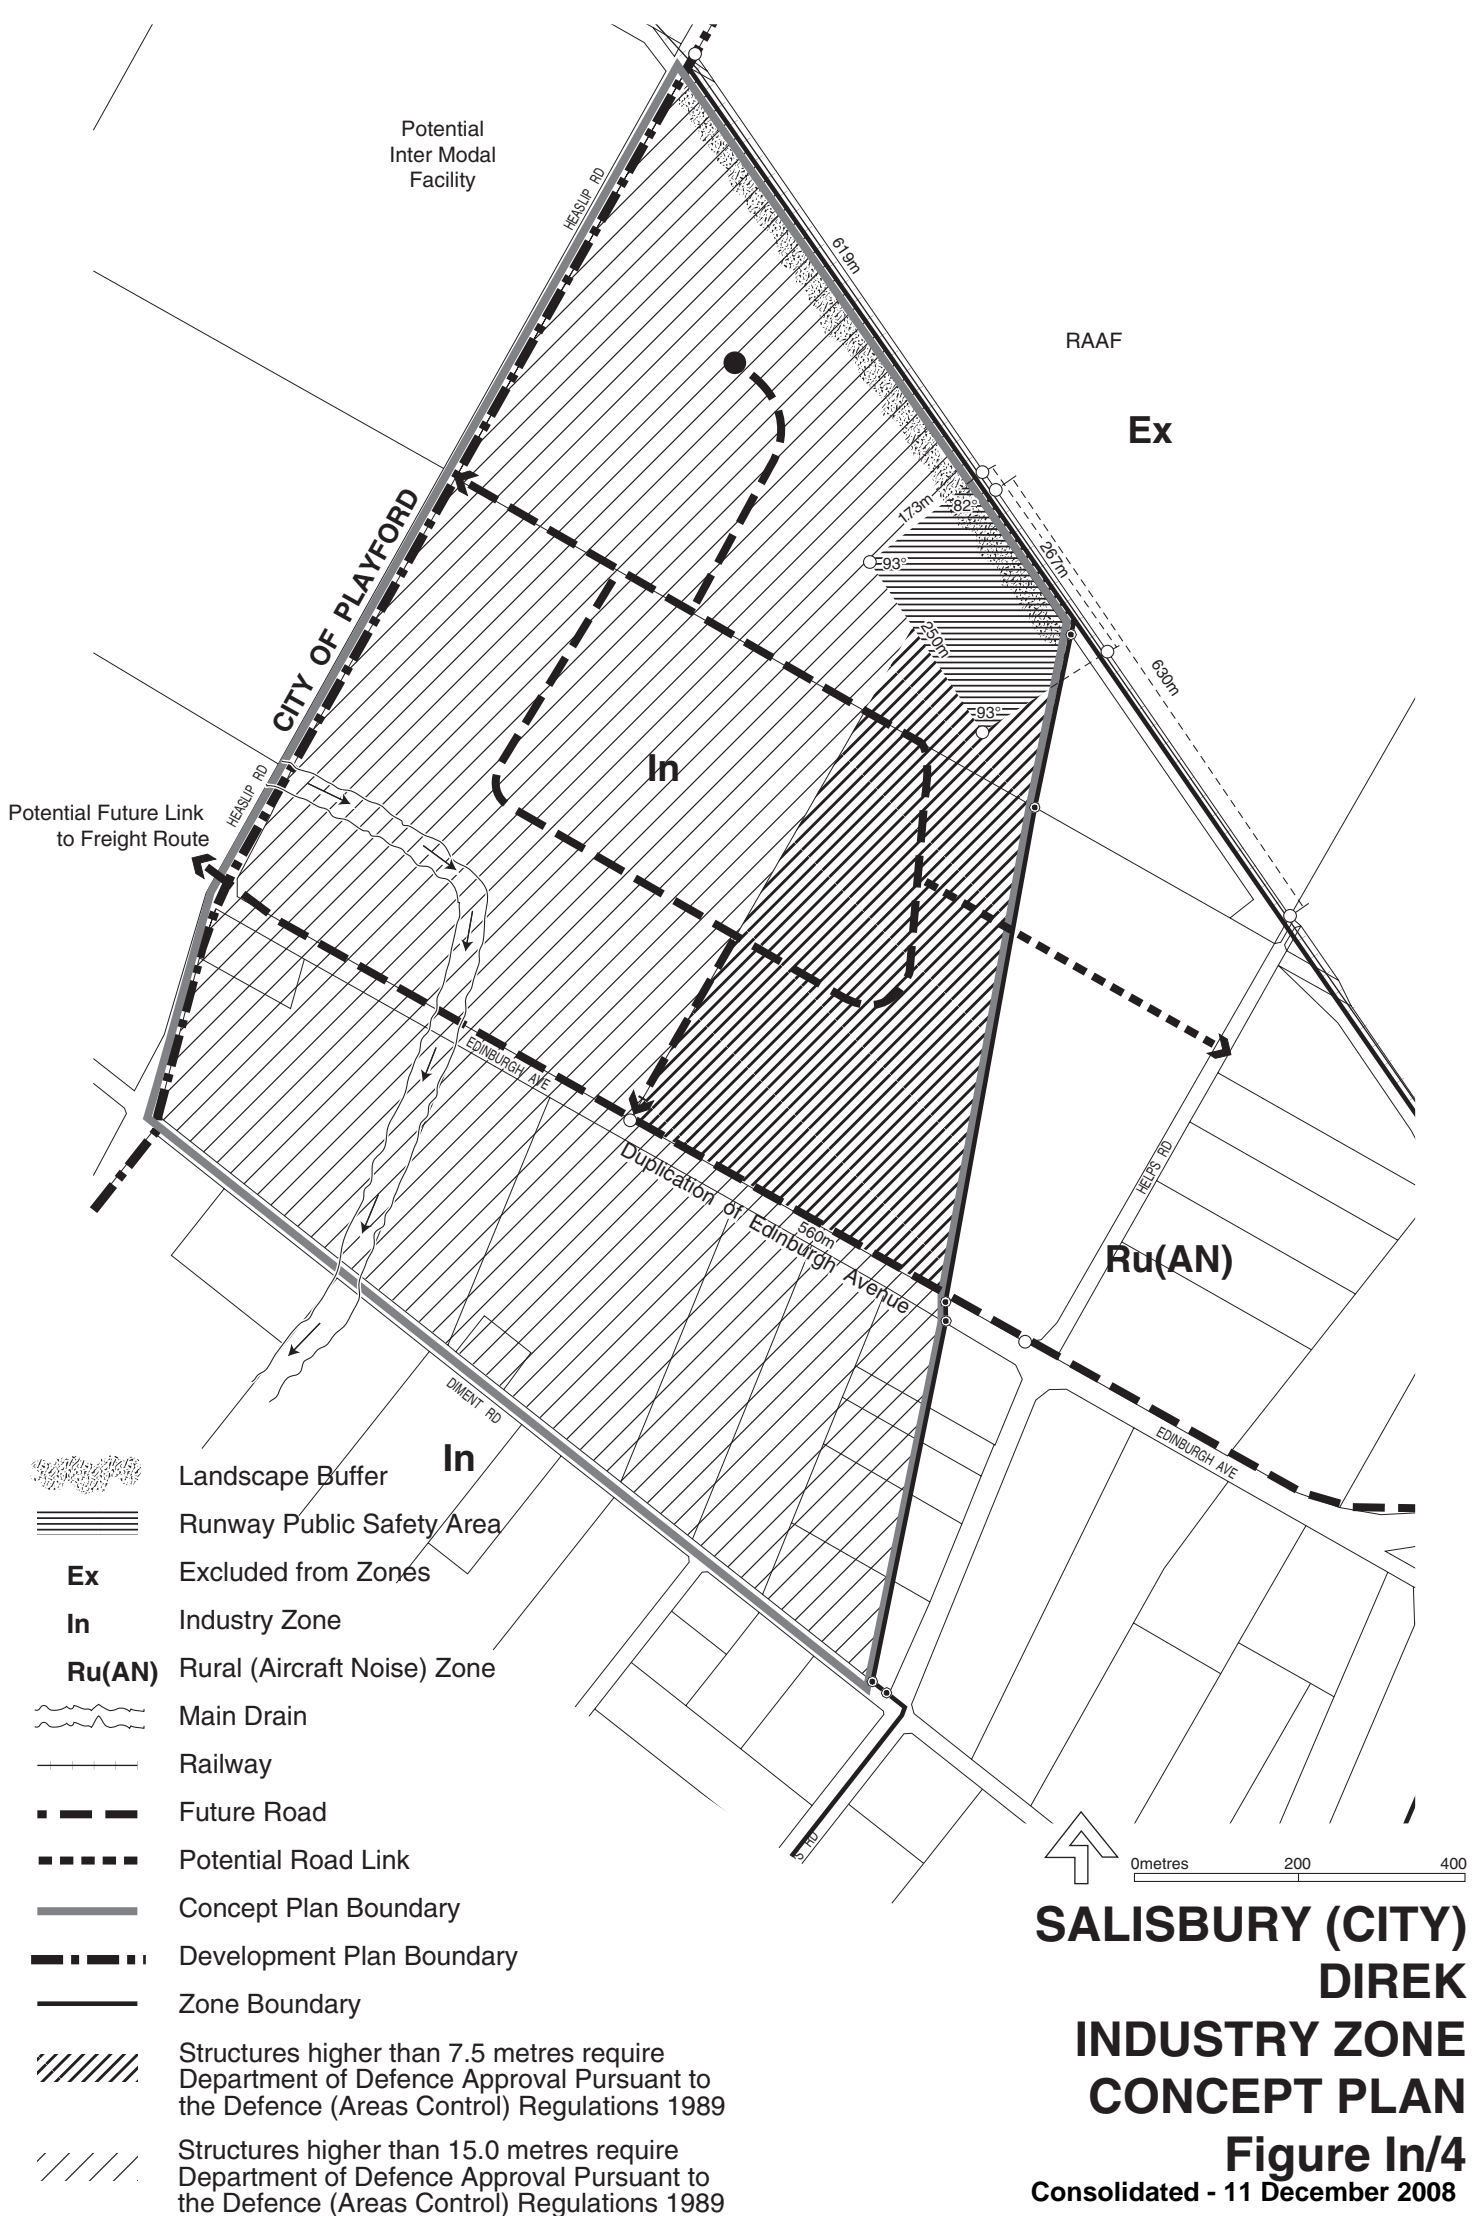 Potential
Inter Modal
Facility
HEASLIP RD
619m
RAAF
Ex
173m
82°
93°
267m
250m
93°
630m
CITY OF PLAYFORD
In
HEASLIP RD
Potential Future Link
to Freight Route
EDINBURGH AVE
Duplication of Edinburgh Avenue
560m
HELPS RD
Ru(AN)
DIMENT RD
EDINBURGH AVE
In
S RD
Landscape Buffer
Runway Public Safety Area
Ex Excluded from Zones
In Industry Zone
Ru(AN) Rural (Aircraft Noise) Zone
Main Drain
Railway
Future Road
Potential Road Link
Concept Plan Boundary
Development Plan Boundary
Zone Boundary
Structures higher than 7.5 metres require
Department of Defence Approval Pursuant to
the Defence (Areas Control) Regulations 1989
Structures higher than 15.0 metres require
Department of Defence Approval Pursuant to
the Defence (Areas Control) Regulations 1989
0metres 200 400
SALISBURY (CITY)
DIREK
INDUSTRY ZONE
CONCEPT PLAN
Figure In/4
Consolidated - 11 December 2008